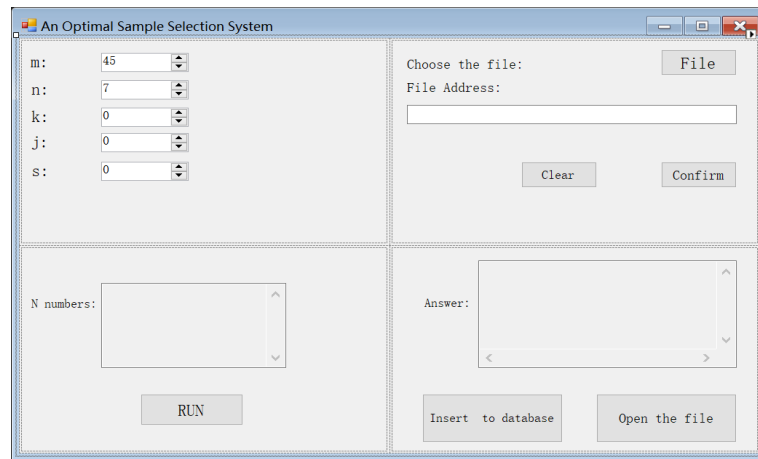 An Optimal Sample Selection System
m: 45
n: 7
k: 0
j: 0
s: 0
Choose the file: File
File Address:
Clear Confirm
N numbers:
RUN
Answer:
Insert to database Open the file